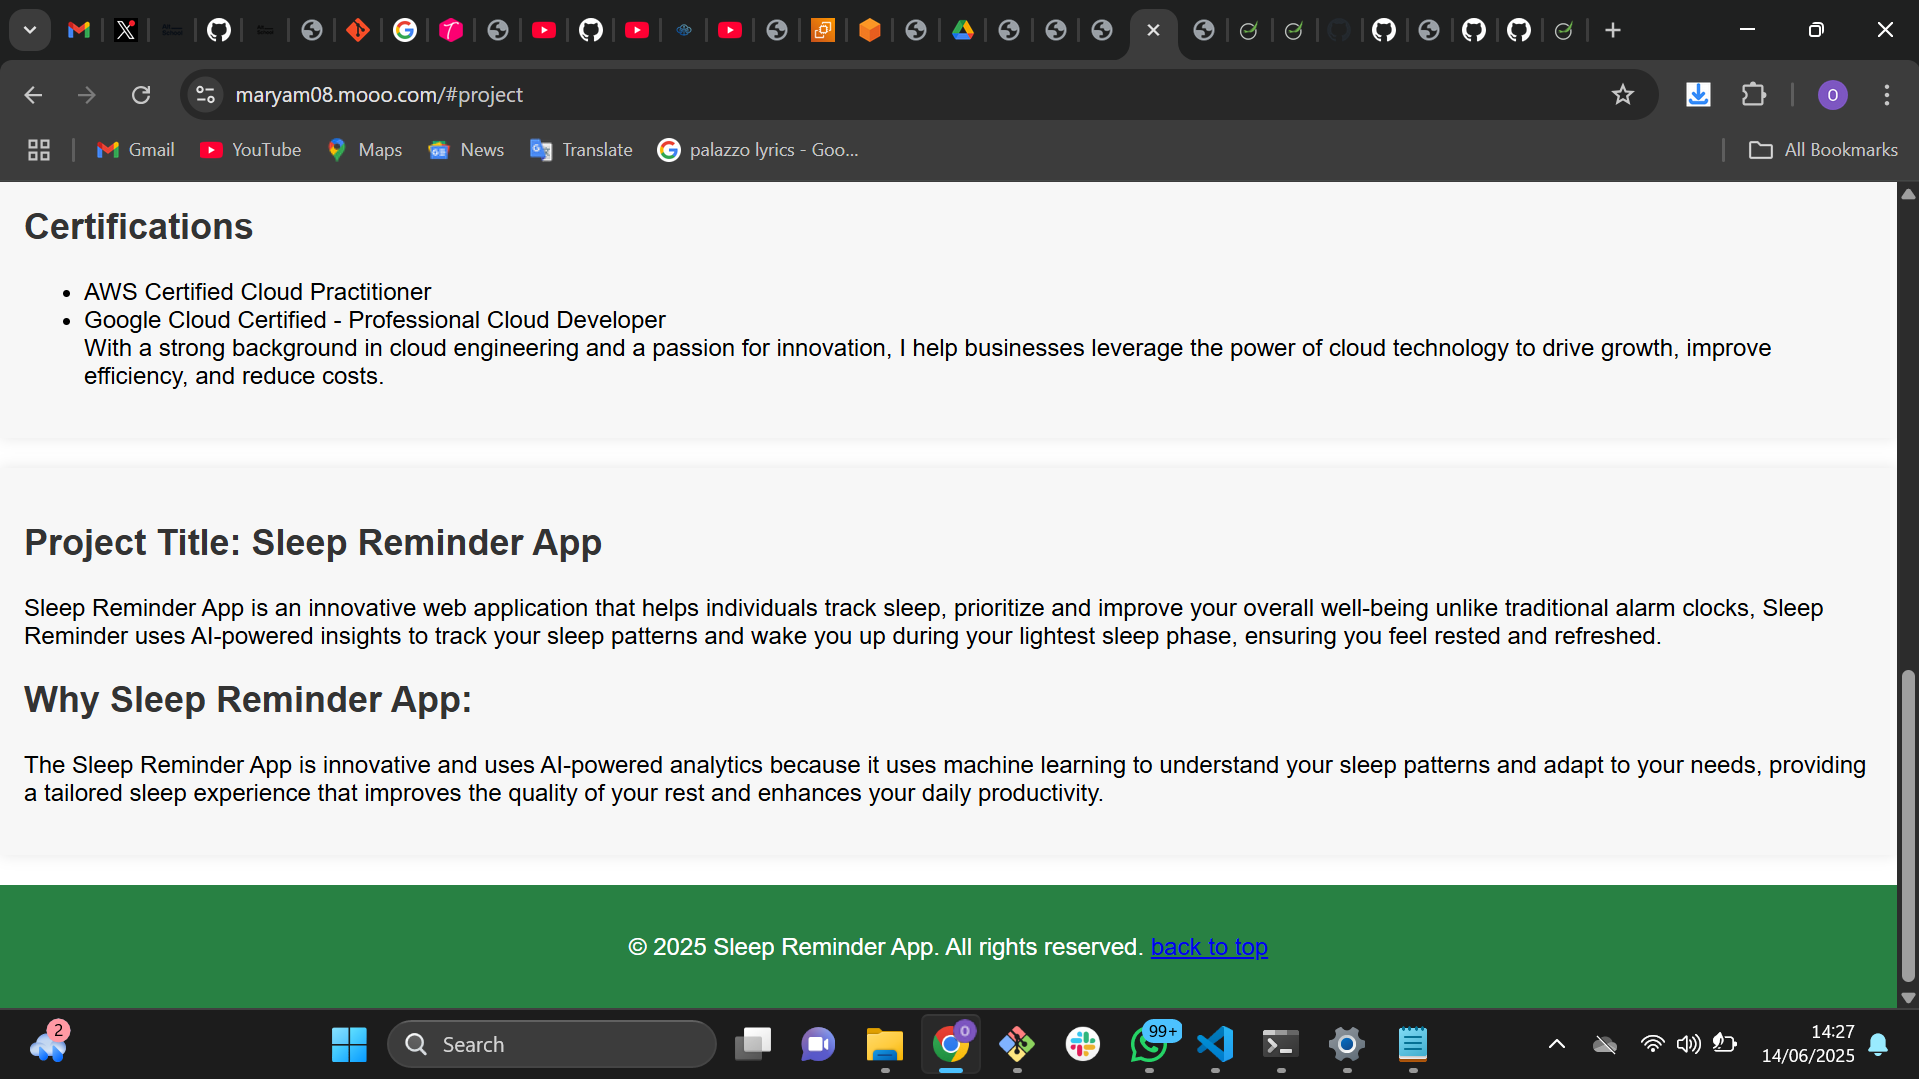 maryam08.mooo.com/#project
O
Gmail
YouTube
Maps
News
Translate
palazzo lyrics - Goo...
All Bookmarks
Certifications
• AWS Certified Cloud Practitioner
• Google Cloud Certified - Professional Cloud Developer
With a strong background in cloud engineering and a passion for innovation, I help businesses leverage the power of cloud technology to drive growth, improve
efficiency, and reduce costs.
Project Title: Sleep Reminder App
Sleep Reminder App is an innovative web application that helps individuals track sleep, prioritize and improve your overall well-being unlike traditional alarm clocks, Sleep
Reminder uses AI-powered insights to track your sleep patterns and wake you up during your lightest sleep phase, ensuring you feel rested and refreshed.
Why Sleep Reminder App:
The Sleep Reminder App is innovative and uses AI-powered analytics because it uses machine learning to understand your sleep patterns and adapt to your needs, providing
a tailored sleep experience that improves the quality of your rest and enhances your daily productivity.
© 2025 Sleep Reminder App. All rights reserved. back to top
2
Search
O
99+
14:27
14/06/2025